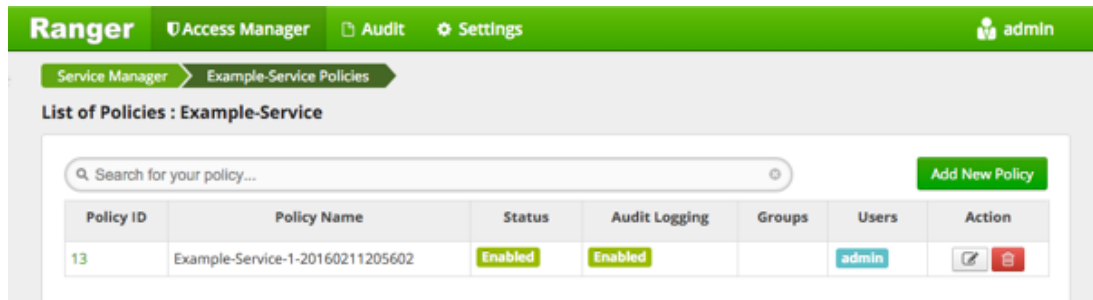 Ranger Access Manager Audit Settings admin
Service Manager Example-Service Policies
List of Policies : Example-Service
Search for your policy... Add New Policy
Policy ID Policy Name Status Audit Logging Groups Users Action
13 Example-Service-1-20160211205602 Enabled Enabled admin